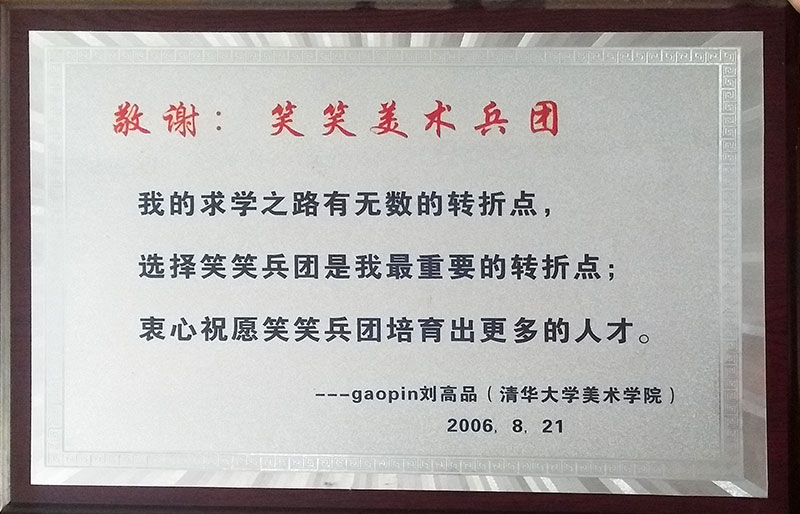 敬谢：笑笑美术兵团
我的求学之路有无数的转折点，
选择笑笑兵团是我最重要的转折点；
衷心祝愿笑笑兵团培育出更多的人才。
---gaopin刘高品（清华大学美术学院）
2006, 8, 21